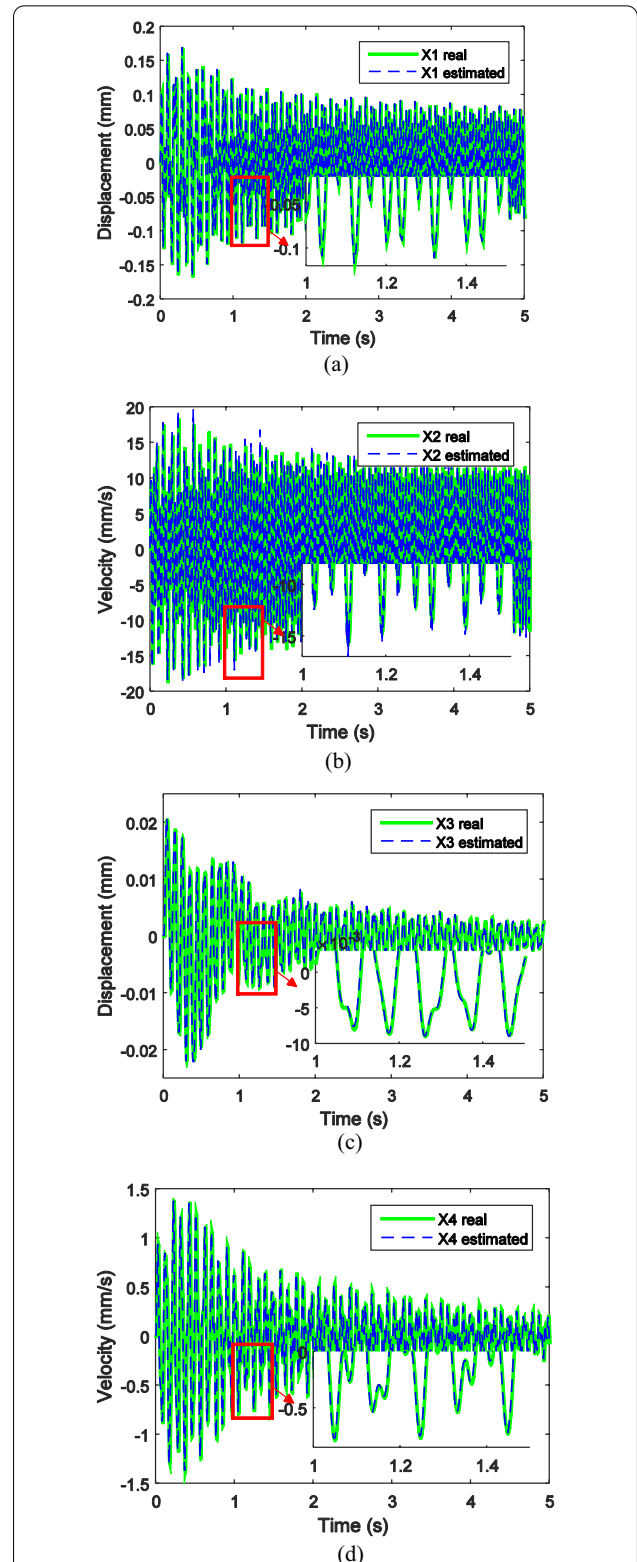 X1 real
X1 estimated
0.2
0.15
0.1
0.05
0
-0.05
-0.1
-0.15
-0.2
Displacement (mm)
0.05
-0.1
1 1.2 1.4
0 1 2 3 4 5
Time (s)
(a)
X2 real
X2 estimated
20
15
10
5
0
-5
-10
-15
-20
Velocity (mm/s)
-10
-15
1 1.2 1.4
0 1 2 3 4 5
Time (s)
(b)
X3 real
X3 estimated
0.02
0.01
0
-0.01
-0.02
Displacement (mm)
×10-3
0
-5
-10
1 1.2 1.4
0 1 2 3 4 5
Time (s)
(c)
X4 real
X4 estimated
1.5
1
0.5
0
-0.5
-1
-1.5
Velocity (mm/s)
0
-0.5
1 1.2 1.4
0 1 2 3 4 5
Time (s)
(d)